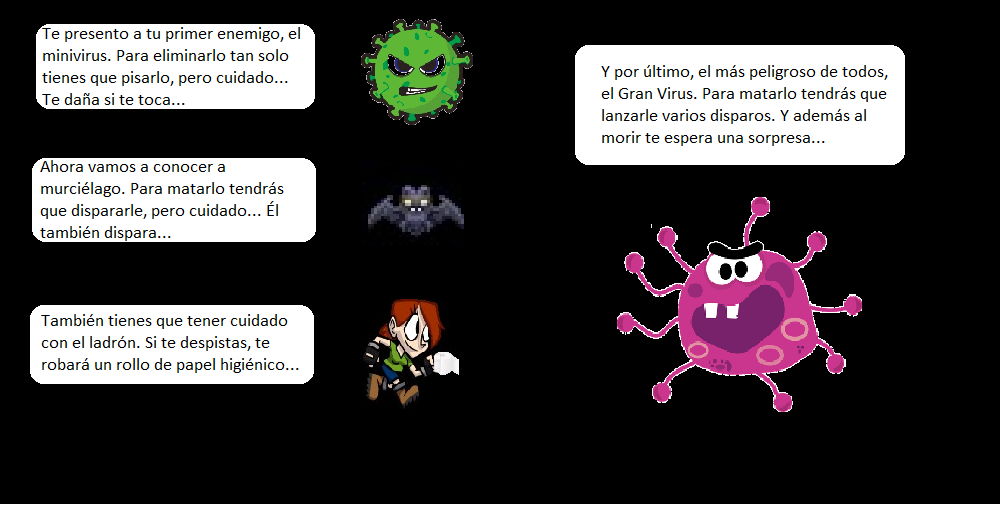 Te presento a tu primer enemigo, el
minivirus. Para eliminarlo tan solo
tienes que pisarlo, pero cuidado...
Te daña si te toca...
Ahora vamos a conocer a
murciélago. Para matarlo tendrás
que dispararle, pero cuidado... Él
también dispara...
También tienes que tener cuidado
con el ladrón. Si te despistas, te
robará un rollo de papel higiénico...
Y por último, el más peligroso de todos,
el Gran Virus. Para matarlo tendrás que
lanzarle varios disparos. Y además al
morir te espera una sorpresa...